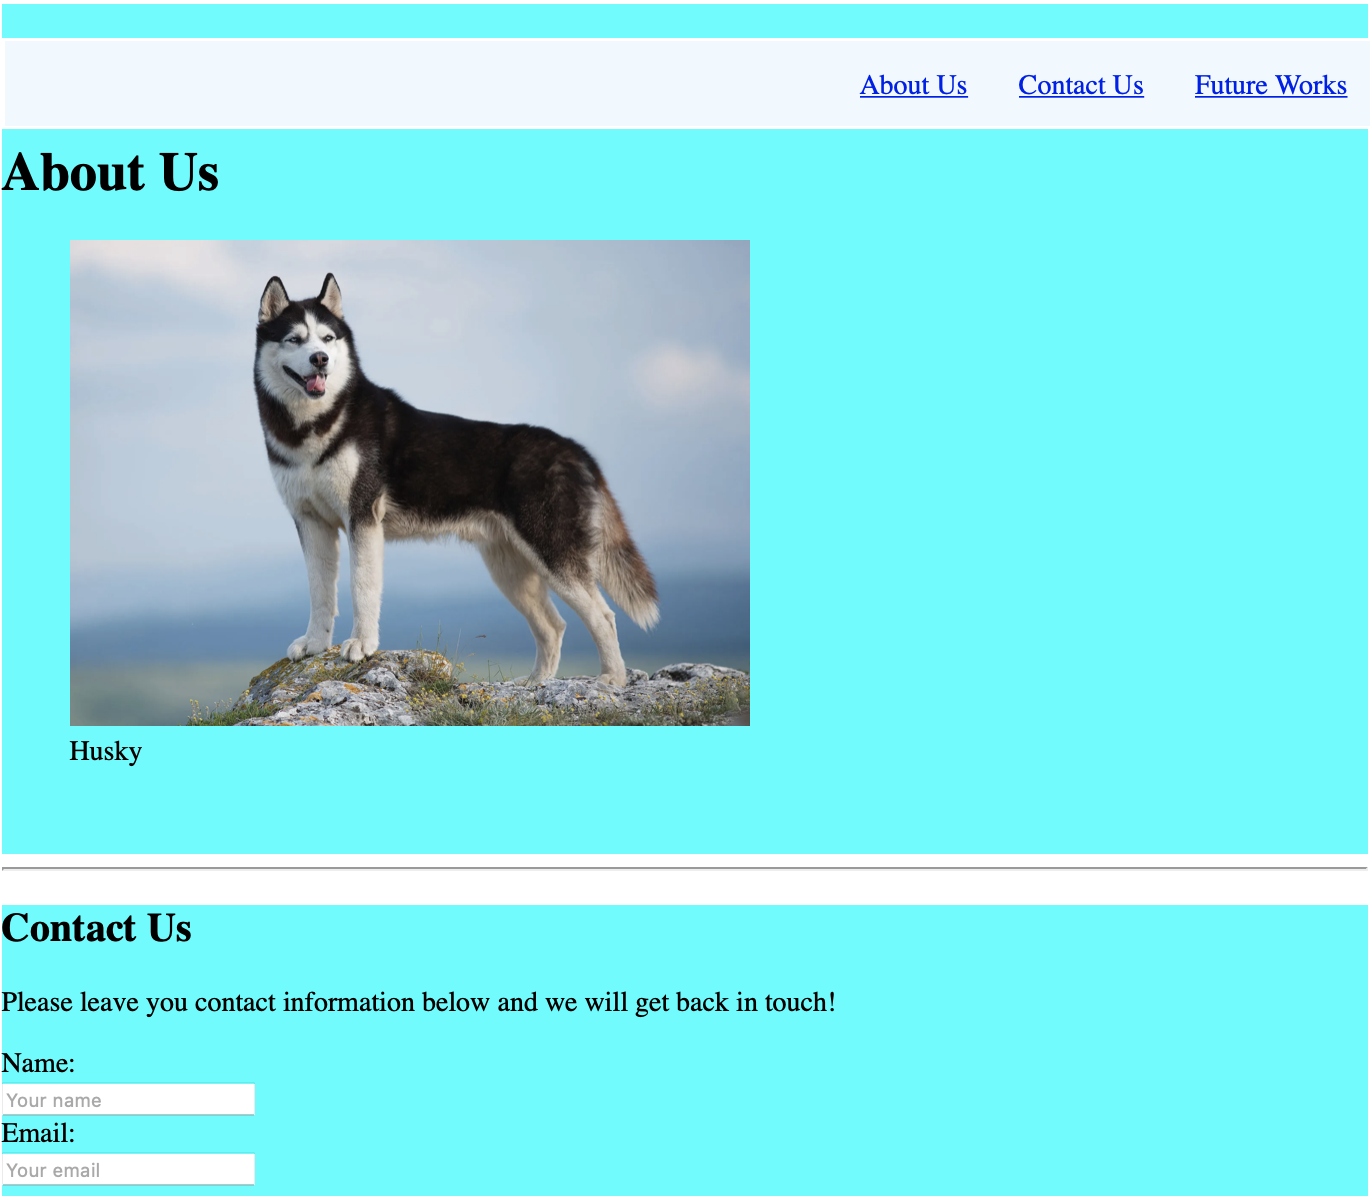 About Us Contact Us Future Works
About Us
Husky
Contact Us
Please leave you contact information below and we will get back in touch!
Name:
Your name
Email:
Your email